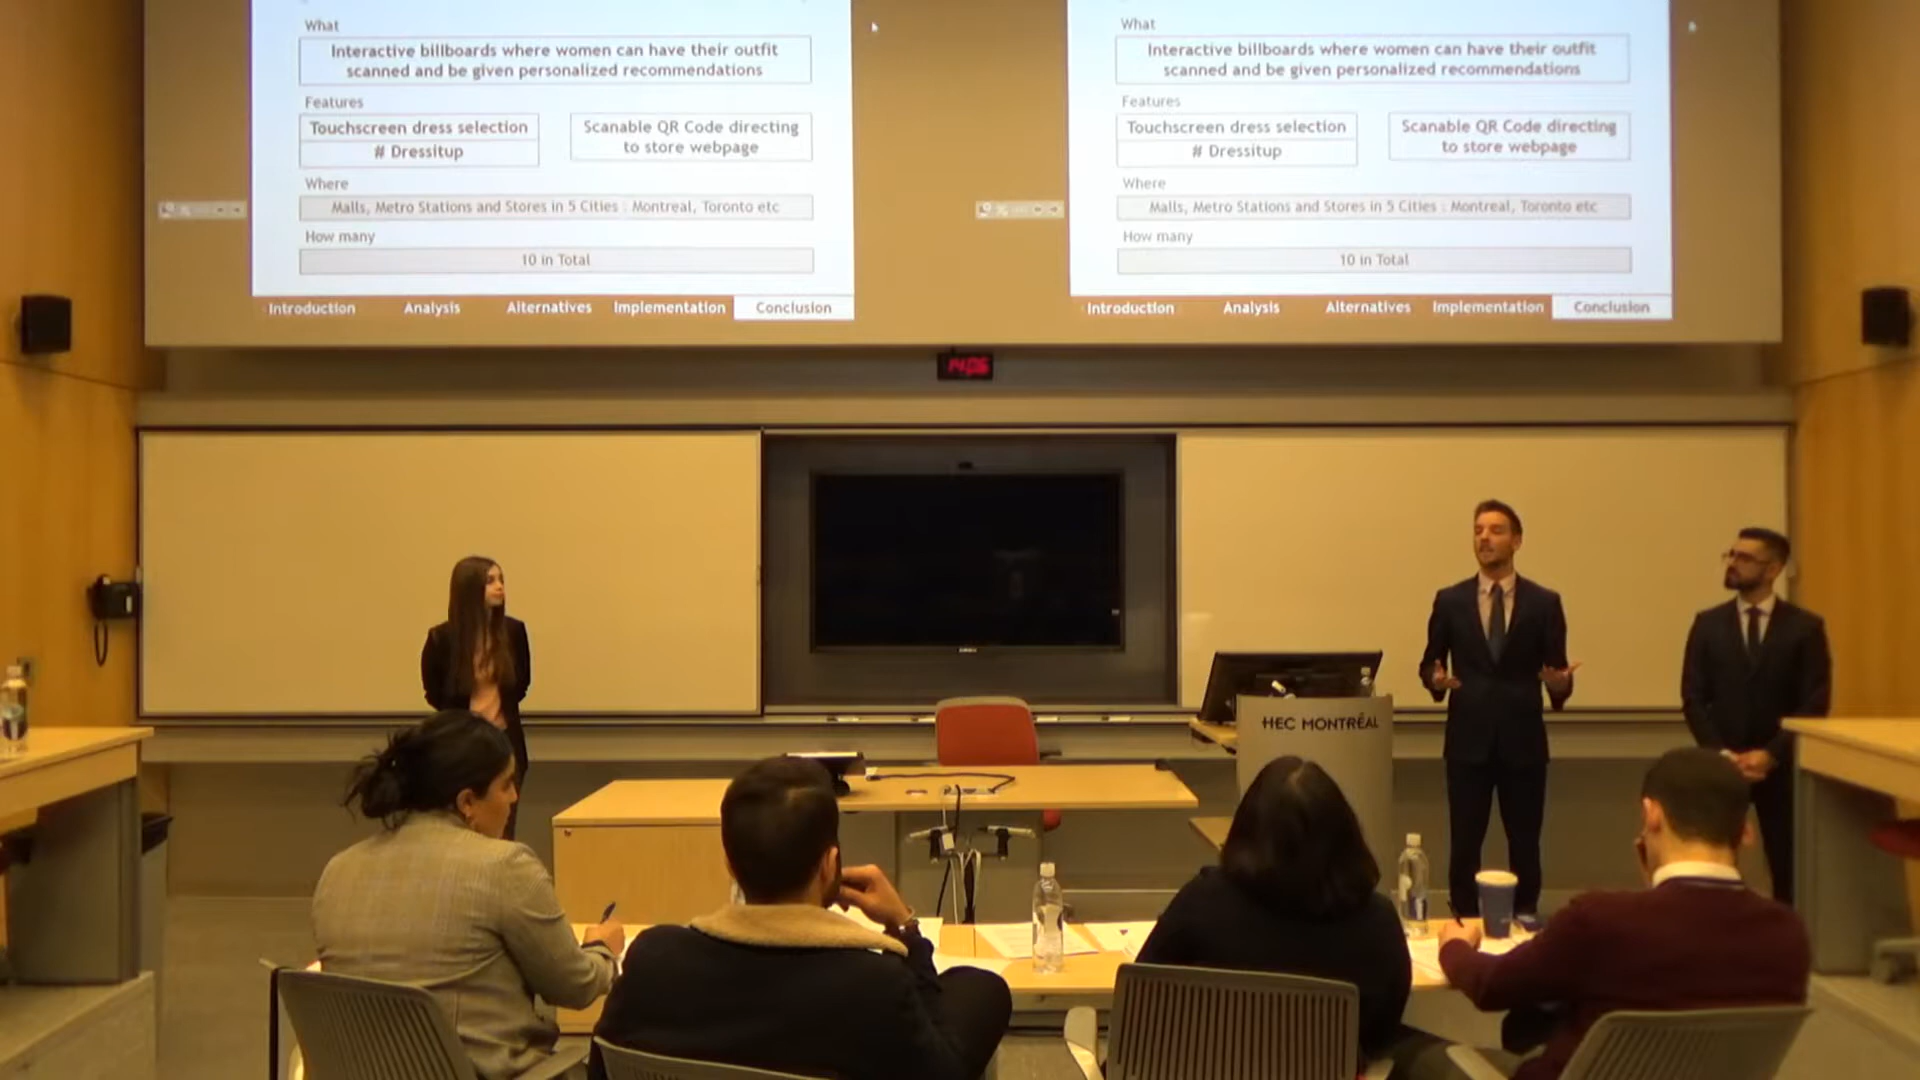 What
Interactive billboards where women can have their outfit
scanned and be given personalized recommendations
Features
Touchscreen dress selection
# Dressitup
Scanable QR Code directing
to store webpage
Where
Malls, Metro Stations and Stores in 5 Cities : Montreal, Toronto etc
How many
10 in Total
Introduction
Analysis
Alternatives
Implementation
Conclusion
What
Interactive billboards where women can have their outfit
scanned and be given personalized recommendations
Features
Touchscreen dress selection
# Dressitup
Scanable QR Code directing
to store webpage
Where
Malls, Metro Stations and Stores in 5 Cities : Montreal, Toronto etc
How many
10 in Total
Introduction
Analysis
Alternatives
Implementation
Conclusion
HEC MONTRÉAL